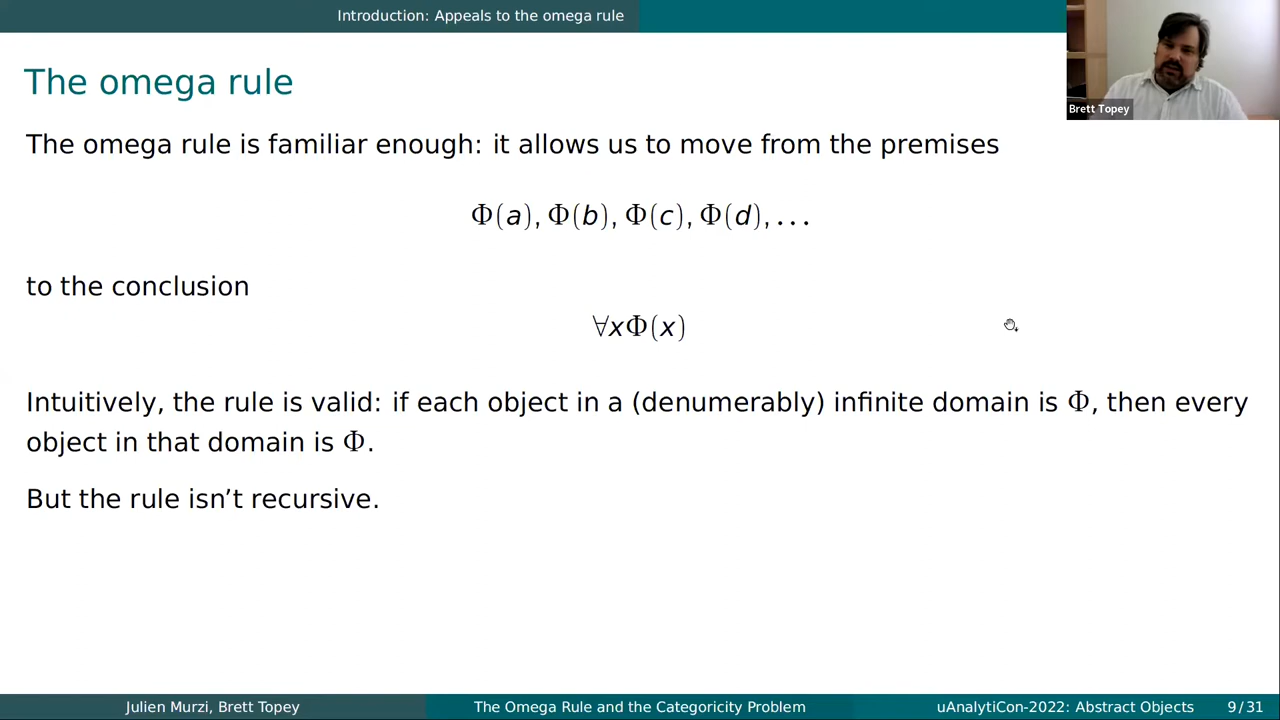 Introduction: Appeals to the omega rule
The omega rule
Brett Topey
The omega rule is familiar enough: it allows us to move from the premises
Φ(a), Φ(b), Φ(c), Φ(d), . . .
to the conclusion
∀xΦ(x)
Intuitively, the rule is valid: if each object in a (denumerably) infinite domain is Φ, then every
object in that domain is Φ.
But the rule isn’t recursive.
Julien Murzi, Brett Topey
The Omega Rule and the Categoricity Problem
uAnalytiCon-2022: Abstract Objects
9/31